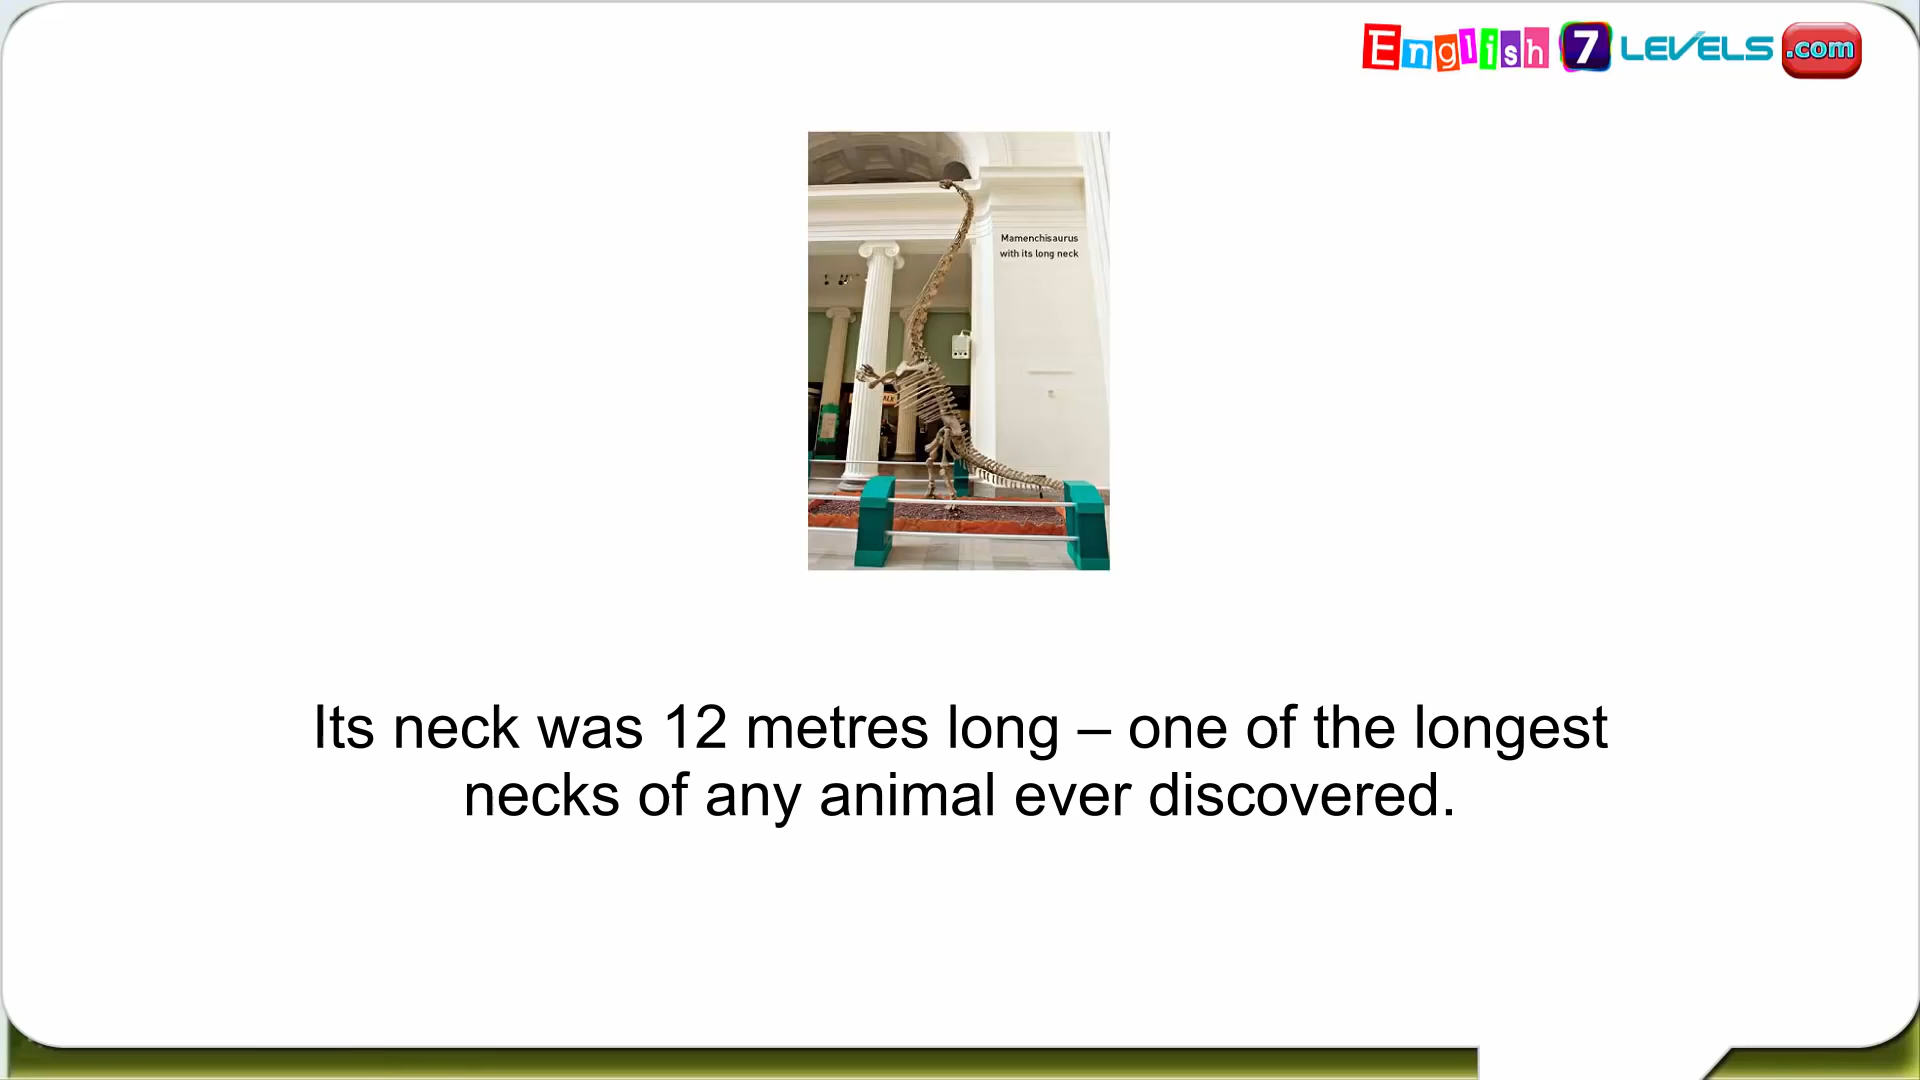 English 7 LEVELS .com
Mamenchisaurus
with its long neck
Its neck was 12 metres long – one of the longest
necks of any animal ever discovered.